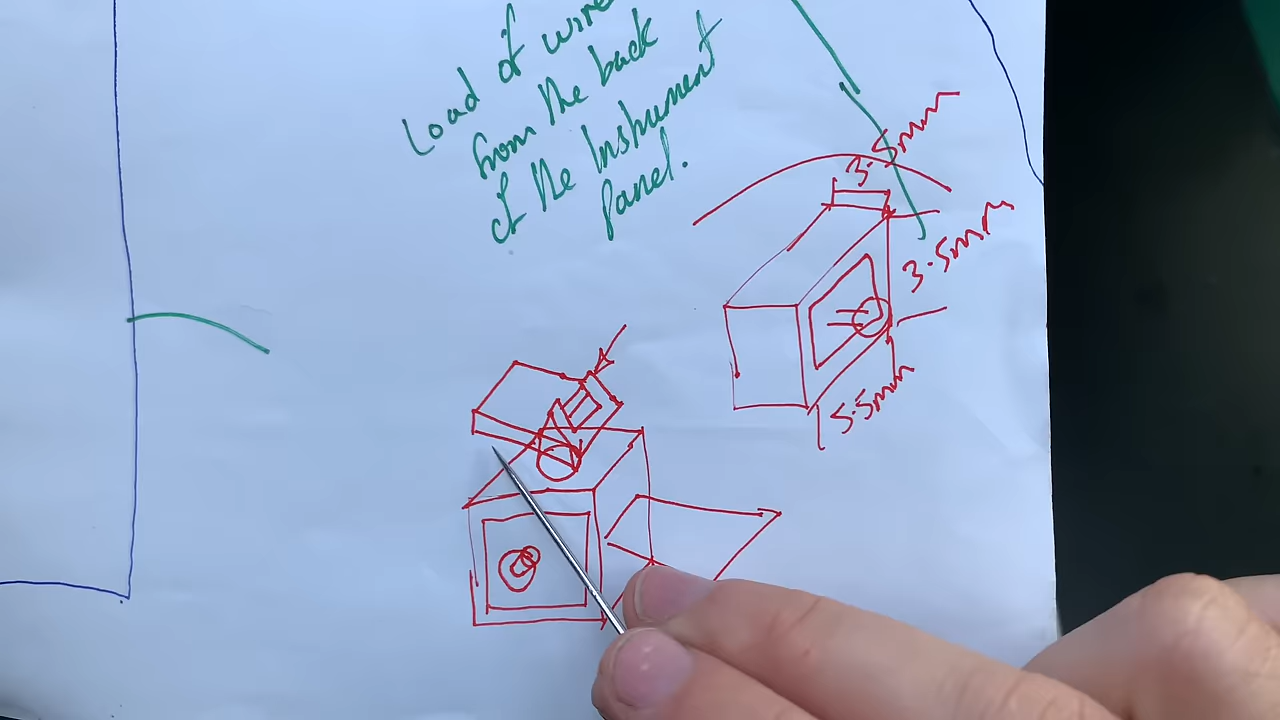 Load of wire
from the back
of the Instrument
Panel.
3.5mm
3.5mm
5.5mm